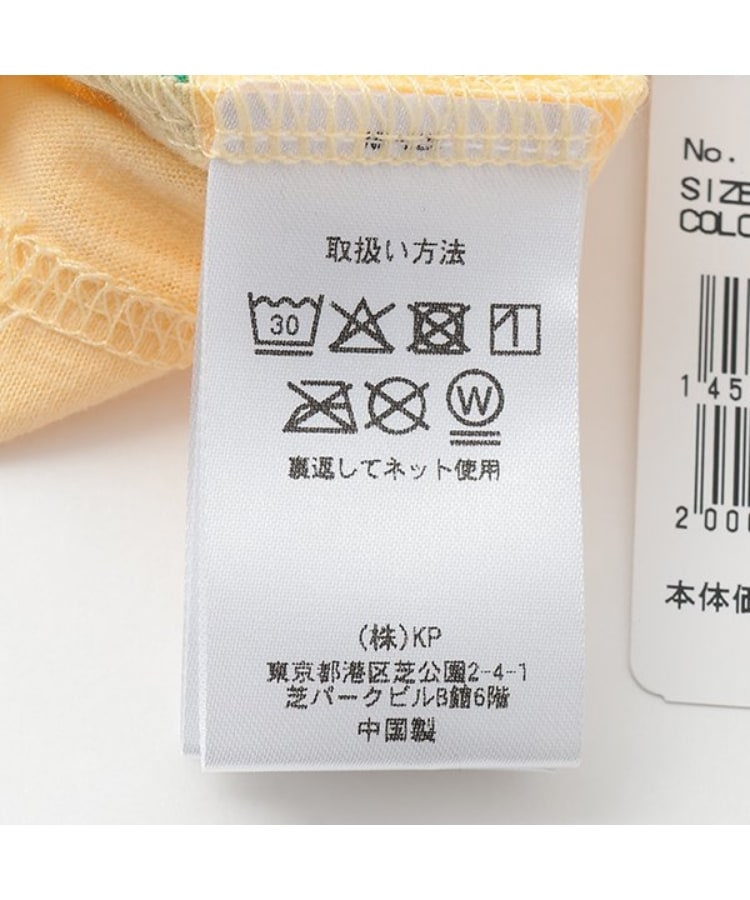 取扱い方法
30
W
裏返してネット使用
(株)KP
東京都港区芝公園2-4-1
芝パークビルB館6階
中国製
No.
SIZE
COLO
145
200
本体価